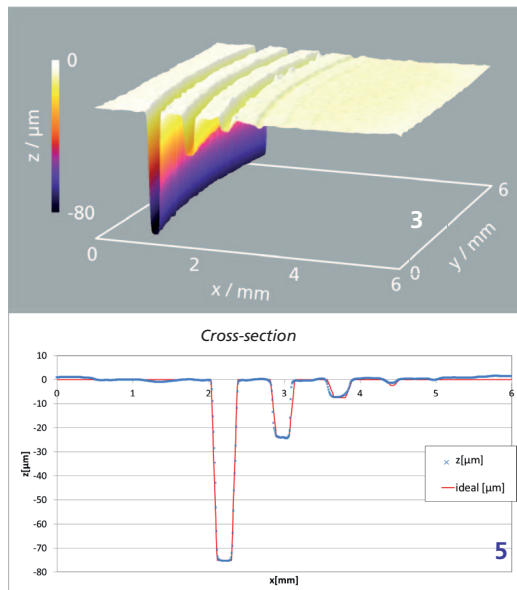 0
z / µm
-80
0
2
4
6
x / mm
0
6
y / mm
3
Cross-section
10
0
-10
-20
-30
-40
-50
-60
-70
-80
z[µm]
0 1 2 3 4 5 6
x[mm]
z[µm]
ideal [µm]
5